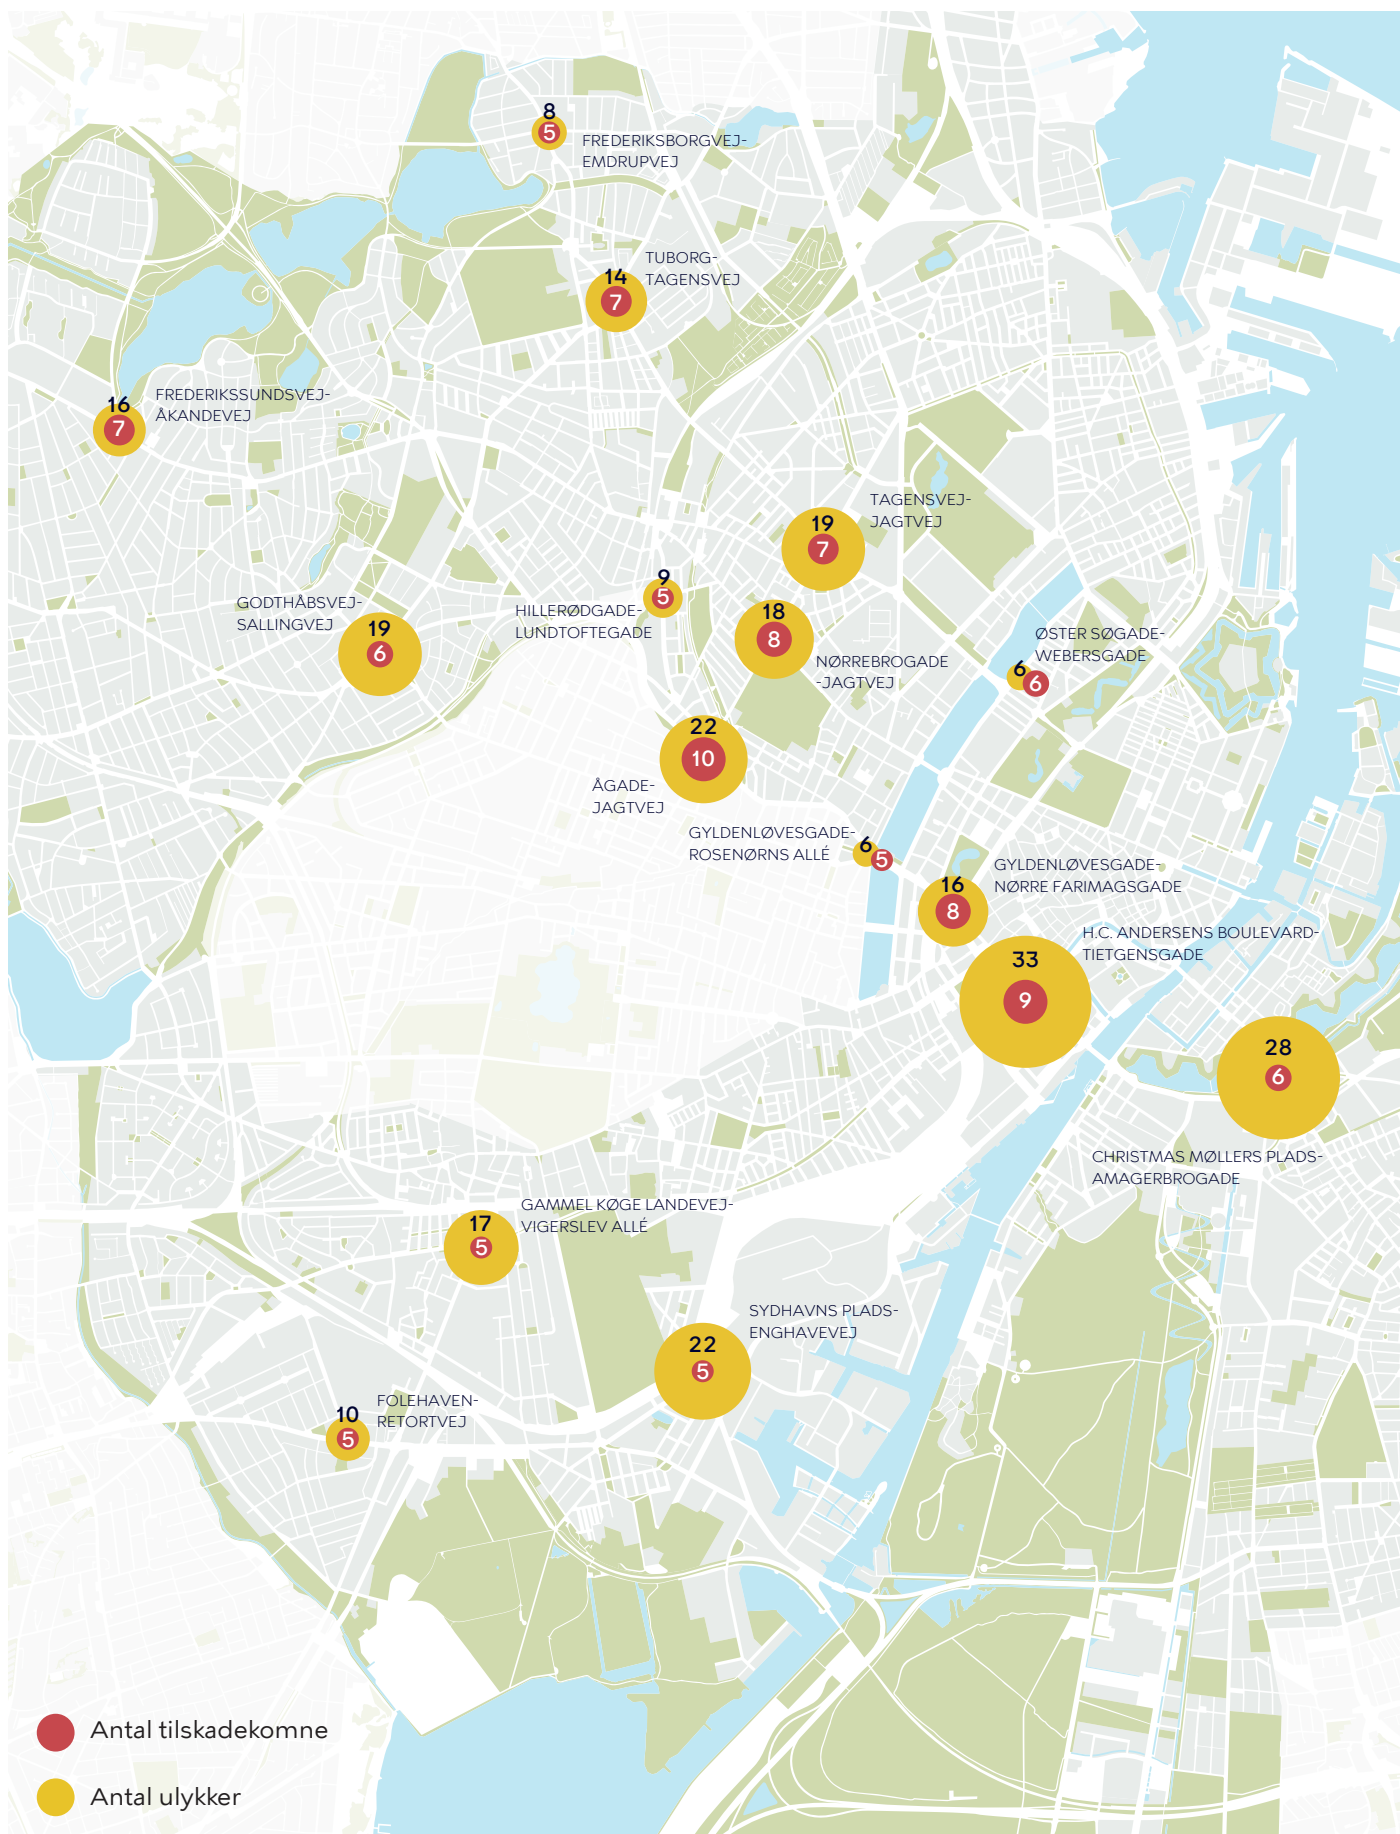 8
5
FREDERIKSBORGVEJ-
EMDRUPVEJ
TUBORG-
TAGENSVEJ
14
7
FREDERIKSSUNDSVEJ-
ÅKANDEVEJ
16
7
TAGENSVEJ-
JAGTVEJ
19
7
9
5
HILLERØDGADE-
LUNDTOFTEGADE
GODTHÅBSVEJ-
SALLINGVEJ
19
6
18
8
NØRREBROGADE
-JAGTVEJ
ØSTER SØGADE-
WEBERSGADE
6
6
22
10
ÅGADE-
JAGTVEJ
GYLDENLØVESGADE-
ROSENØRNS ALLÉ
6
5
GYLDENLØVESGADE-
NØRRE FARIMAGSGADE
16
8
H.C. ANDERSENS BOULEVARD-
TIETGENSGADE
33
9
28
6
CHRISTMAS MØLLERS PLADS-
AMAGERBROGADE
GAMMEL KØGE LANDEVEJ-
VIGERSLEV ALLÉ
17
5
SYDHAVNS PLADS-
ENGHAVEVEJ
22
5
FOLEHAVEN-
RETORTVEJ
10
5
Antal tilskadekomne
Antal ulykker